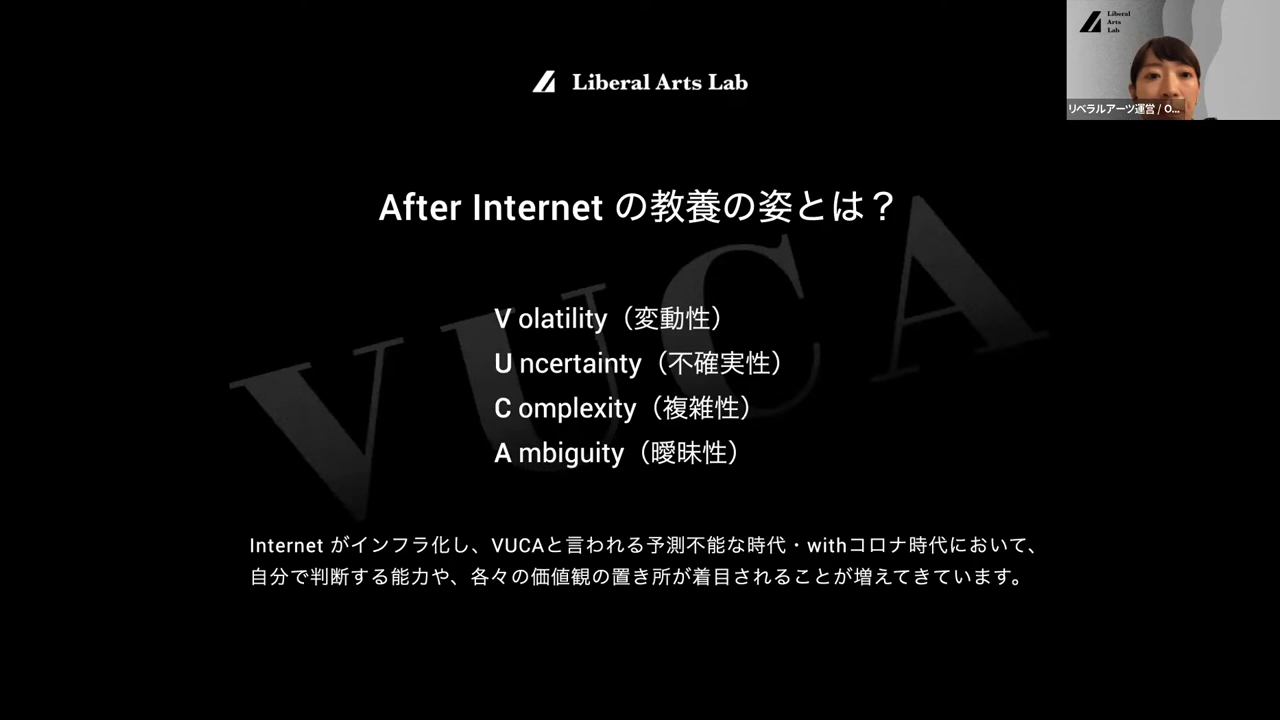 Liberal Arts Lab
Liberal
Arts
Lab
リベラルアーツ運営 / O...
After Internet の教養の姿とは？
VUCA
V olatility（変動性）
U ncertainty（不確実性）
C omplexity（複雑性）
A mbiguity（曖昧性）
Internet がインフラ化し、VUCAと言われる予測不能な時代・withコロナ時代において、
自分で判断する能力や、各々の価値観の置き所が着目されることが増えてきています。